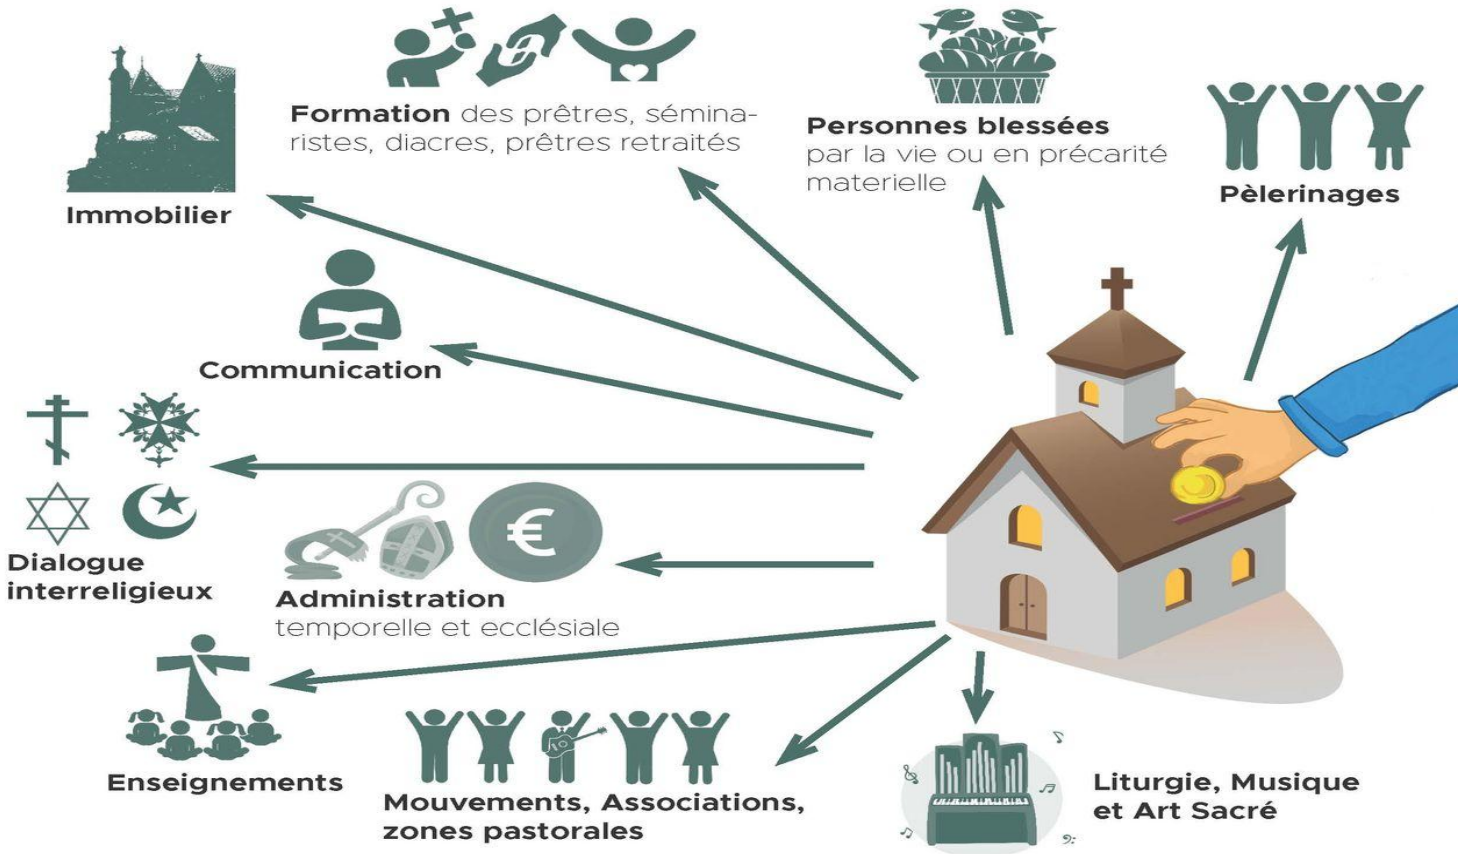 Formation des prêtres, sémina-
ristes, diacres, prêtres retraités
Personnes blessées
par la vie ou en précarité
materielle
Pèlerinages
Immobilier
Communication
Dialogue
interreligieux
€
Administration
temporelle et ecclésiale
Enseignements
Mouvements, Associations,
zones pastorales
Liturgie, Musique
et Art Sacré